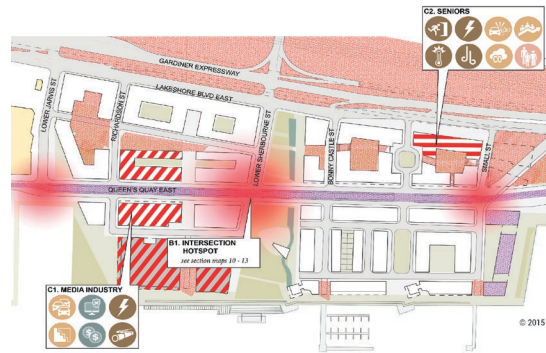 C2. SENIORS
GARDINER EXPRESSWAY
LAKESHORE BLVD EAST
LOWER JARVIS ST
RICHARDSON ST
LOWER SHERBOURNE ST
BONNY CASTLE ST
SMALL ST
QUEEN'S QUAY EAST
B1. INTERSECTION
HOTSPOT
see section maps 10 - 13
C1. MEDIA INDUSTRY
© 2015